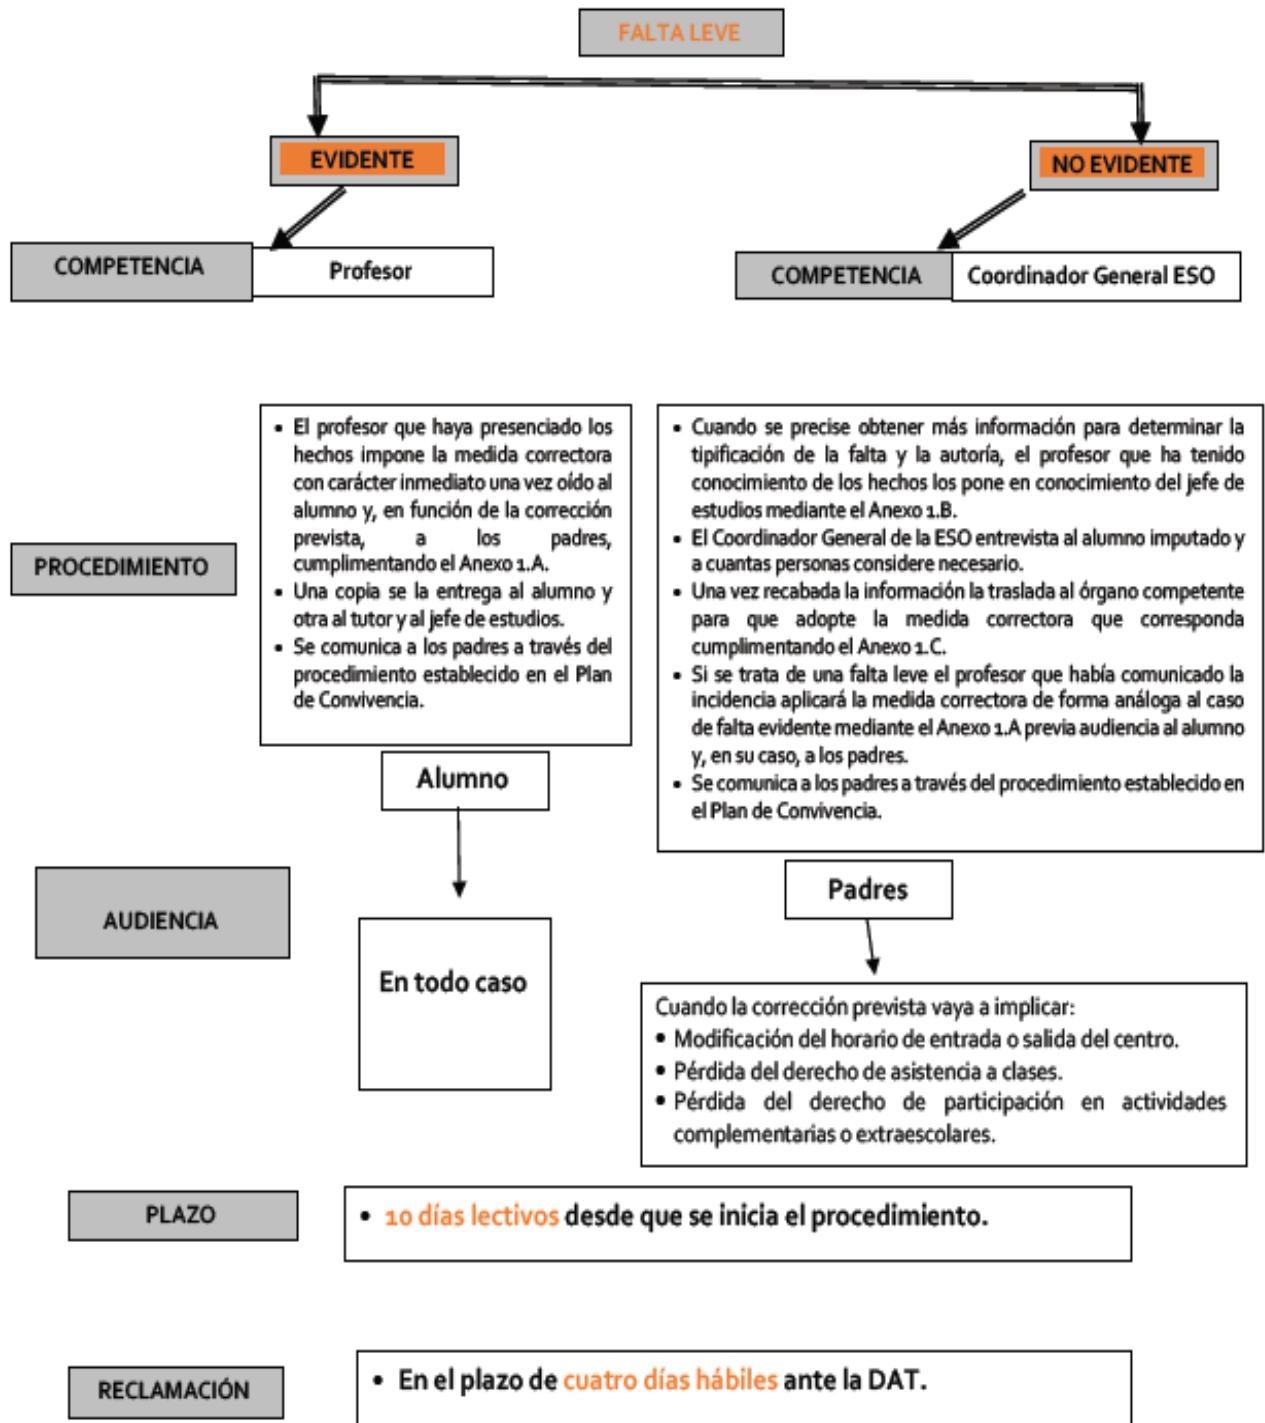 FALTA LEVE
EVIDENTE
NO EVIDENTE
COMPETENCIA
Profesor
COMPETENCIA
Coordinador General ESO
PROCEDIMIENTO
• El profesor que haya presenciado los
hechos impone la medida correctora
con carácter inmediato una vez oído al
alumno y, en función de la corrección
prevista, a los padres,
cumplimentando el Anexo 1.A.
• Una copia se la entrega al alumno y
otra al tutor y al jefe de estudios.
• Se comunica a los padres a través del
procedimiento establecido en el Plan
de Convivencia.
• Cuando se precise obtener más información para determinar la
tipificación de la falta y la autoría, el profesor que ha tenido
conocimiento de los hechos los pone en conocimiento del jefe de
estudios mediante el Anexo 1.B.
• El Coordinador General de la ESO entrevista al alumno imputado y
a cuantas personas considere necesario.
• Una vez recabada la información la traslada al órgano competente
para que adopte la medida correctora que corresponda
cumplimentando el Anexo 1.C.
• Si se trata de una falta leve el profesor que había comunicado la
incidencia aplicará la medida correctora de forma análoga al caso
de falta evidente mediante el Anexo 1.A previa audiencia al alumno
y, en su caso, a los padres.
• Se comunica a los padres a través del procedimiento establecido en
el Plan de Convivencia.
AUDIENCIA
Alumno
En todo caso
Padres
Cuando la corrección prevista vaya a implicar:
• Modificación del horario de entrada o salida del centro.
• Pérdida del derecho de asistencia a clases.
• Pérdida del derecho de participación en actividades
complementarias o extraescolares.
PLAZO
• 10 días lectivos desde que se inicia el procedimiento.
RECLAMACIÓN
• En el plazo de cuatro días hábiles ante la DAT.